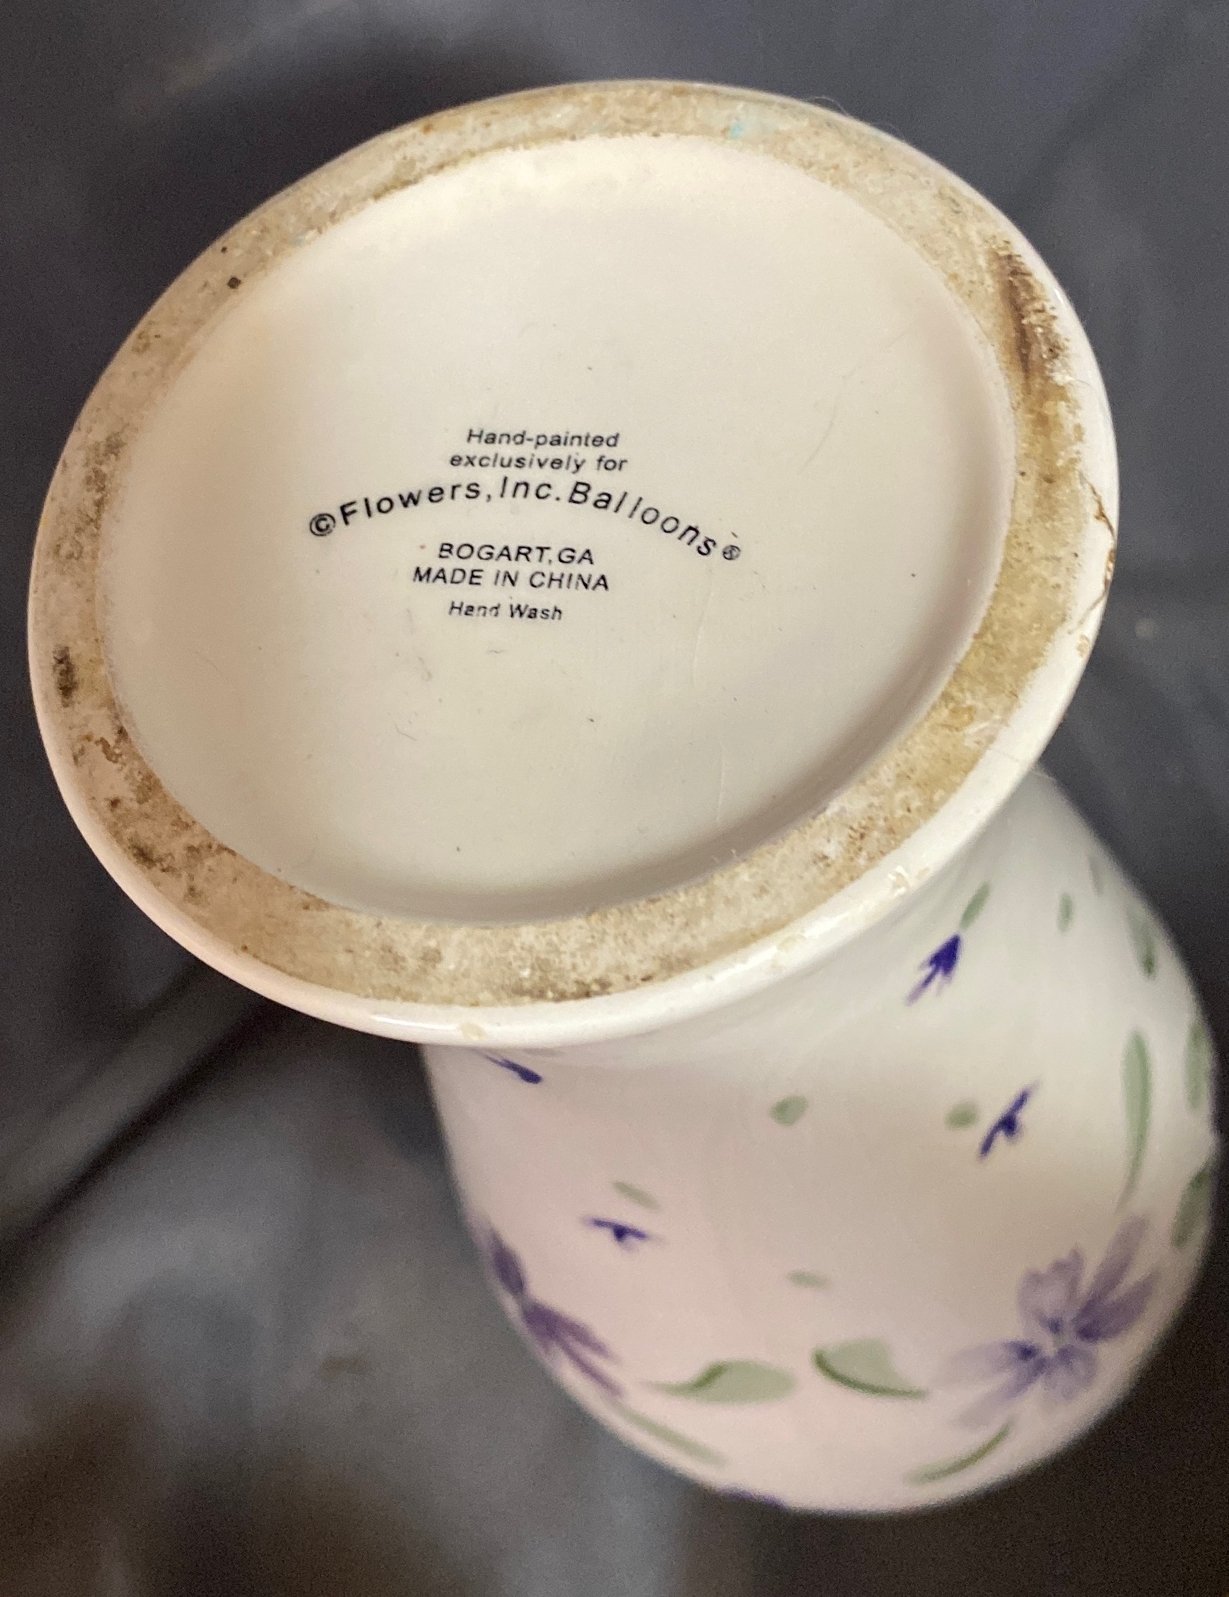 Hand-painted
exclusively for
©Flowers,Inc.Balloons®
BOGART,GA
MADE IN CHINA
Hand Wash